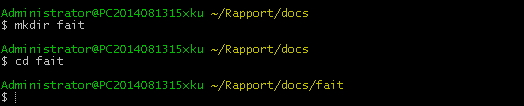 Administrator@PC2014081315xku ~/Rapport/docs
$ mkdir fait
Administrator@PC2014081315xku ~/Rapport/docs
$ cd fait
Administrator@PC2014081315xku ~/Rapport/docs/fait
$